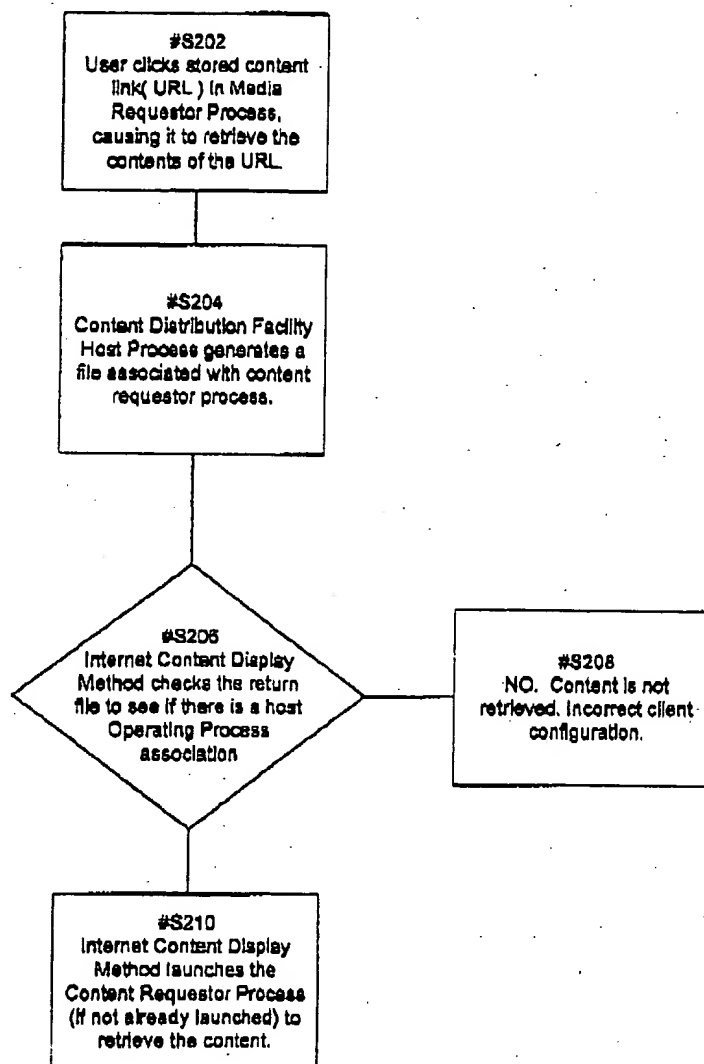 #S202
User clicks stored content
link( URL ) in Media
Requestor Process,
causing it to retrieve the
contents of the URL.
#S204
Content Distribution Facility
Host Process generates a
file associated with content
requestor process.
#S206
Internet Content Display
Method checks the return
file to see if there is a host
Operating Process
association
#S208
NO. Content is not
retrieved. Incorrect client
configuration.
#S210
Internet Content Display
Method launches the
Content Requestor Process
(if not already launched) to
retrieve the content.